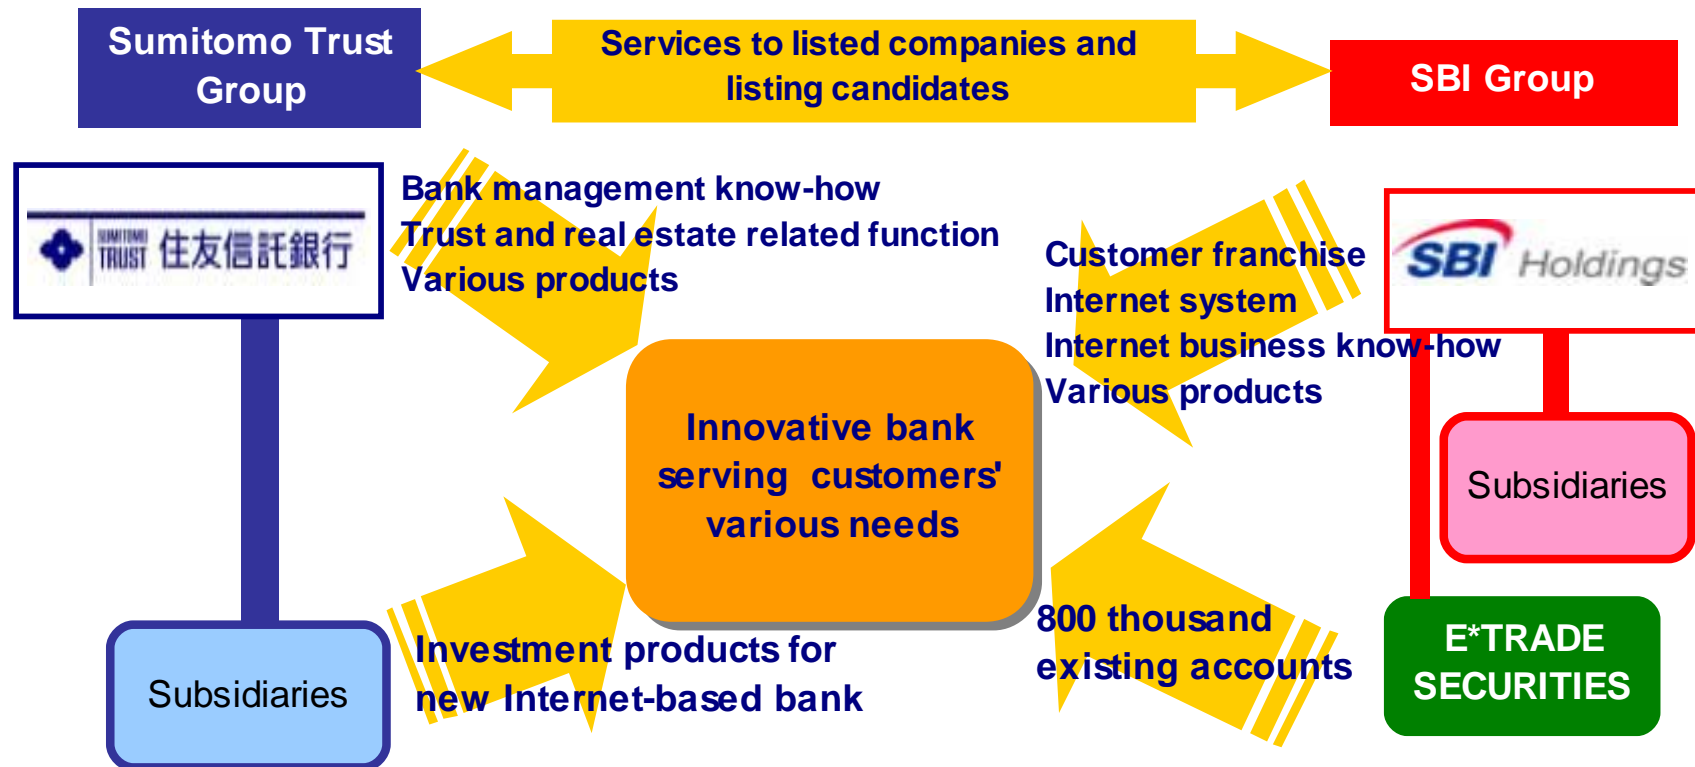 Sumitomo Trust
Group
Services to listed companies and
listing candidates
SBI Group
SUMITOMO
TRUST 住友信託銀行
Bank management know-how
Trust and real estate related function
Various products
SBI Holdings
Customer franchise
Internet system
Internet business know-how
Various products
Innovative bank
serving customers'
various needs
Subsidiaries
Subsidiaries
Investment products for
new Internet-based bank
800 thousand
existing accounts
E*TRADE
SECURITIES